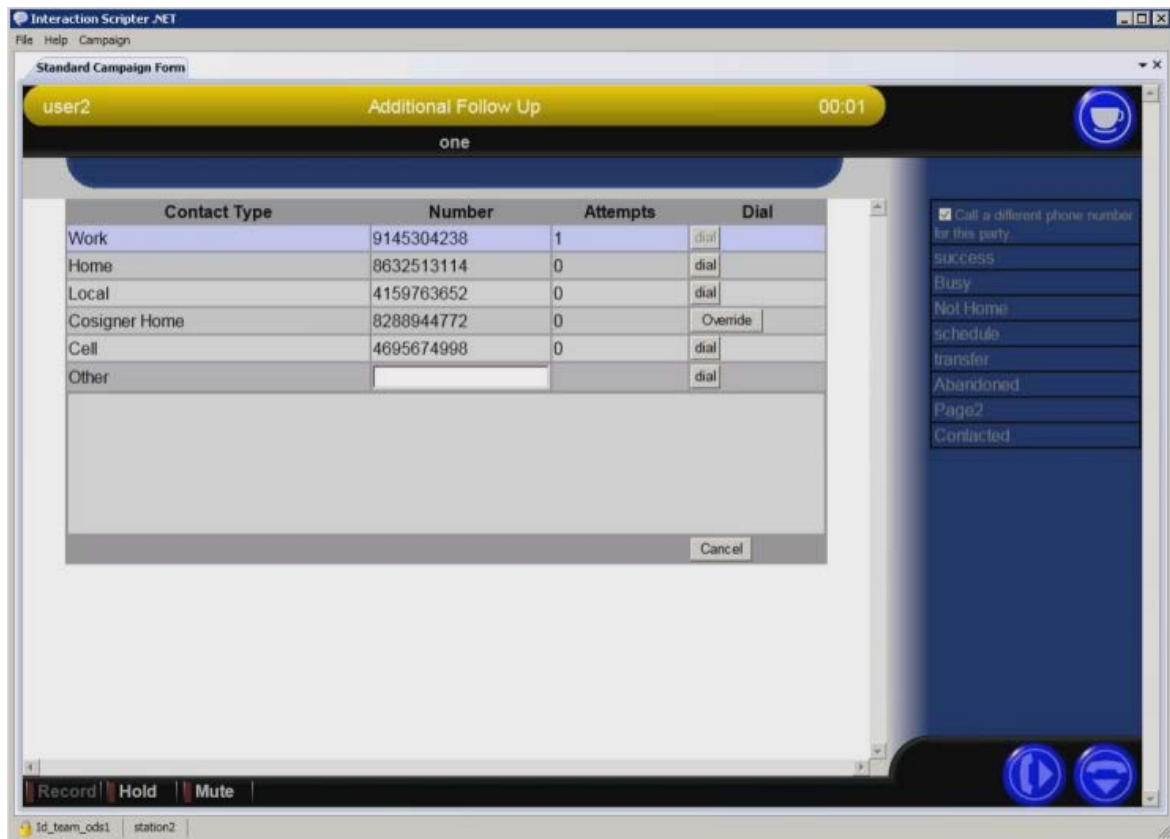 Interaction Scripter .NET
File Help Campaign
Standard Campaign Form
user2 Additional Follow Up 00:01
one
Contact Type Number Attempts Dial
Work 9145304238 1 dial
Home 8632513114 0 dial
Local 4159763652 0 dial
Cosigner Home 8288944772 0 Override
Cell 4695674998 0 dial
Other dial
Cancel
Call a different phone number
for this party.
success
Busy
Not Home
schedule
transfer
Abandoned
Page2
Contacted
Record Hold Mute
Id_team_ods1 station2